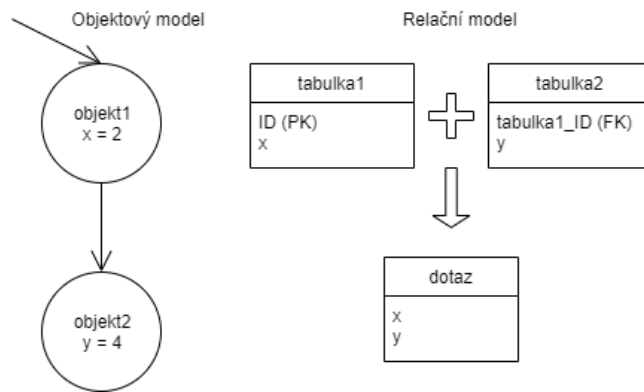 Objektový model
Relační model
objekt1
x = 2
objekt2
y = 4
tabulka1
ID (PK)
x
tabulka2
tabulka1_ID (FK)
y
dotaz
x
y